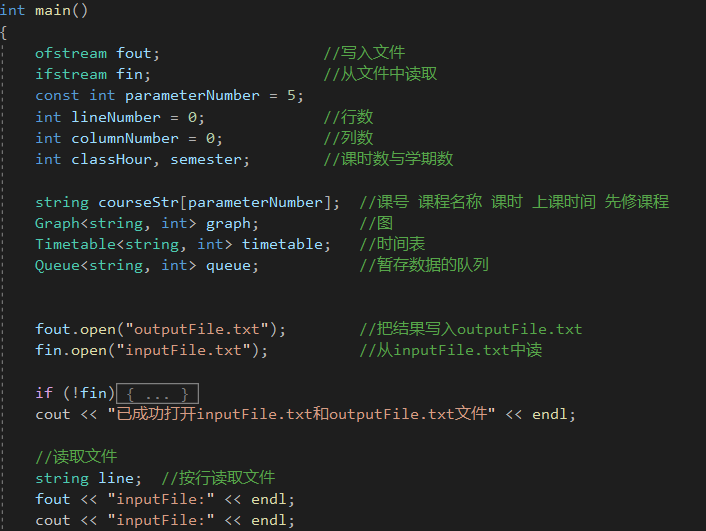 int main()
{
ofstream fout; //写入文件
ifstream fin; //从文件中读取
const int parameterNumber = 5;
int lineNumber = 0; //行数
int columnNumber = 0; //列数
int classHour, semester; //课时数与学期数
string courseStr[parameterNumber]; //课号 课程名称 课时 上课时间 先修课程
Graph<string, int> graph; //图
Timetable<string, int> timetable; //时间表
Queue<string, int> queue; //暂存数据的队列
fout.open("outputFile.txt"); //把结果写入outputFile.txt
fin.open("inputFile.txt"); //从inputFile.txt中读
if (!fin) { ... }
cout << "已成功打开inputFile.txt和outputFile.txt文件" << endl;
//读取文件
string line; //按行读取文件
fout << "inputFile:" << endl;
cout << "inputFile:" << endl;